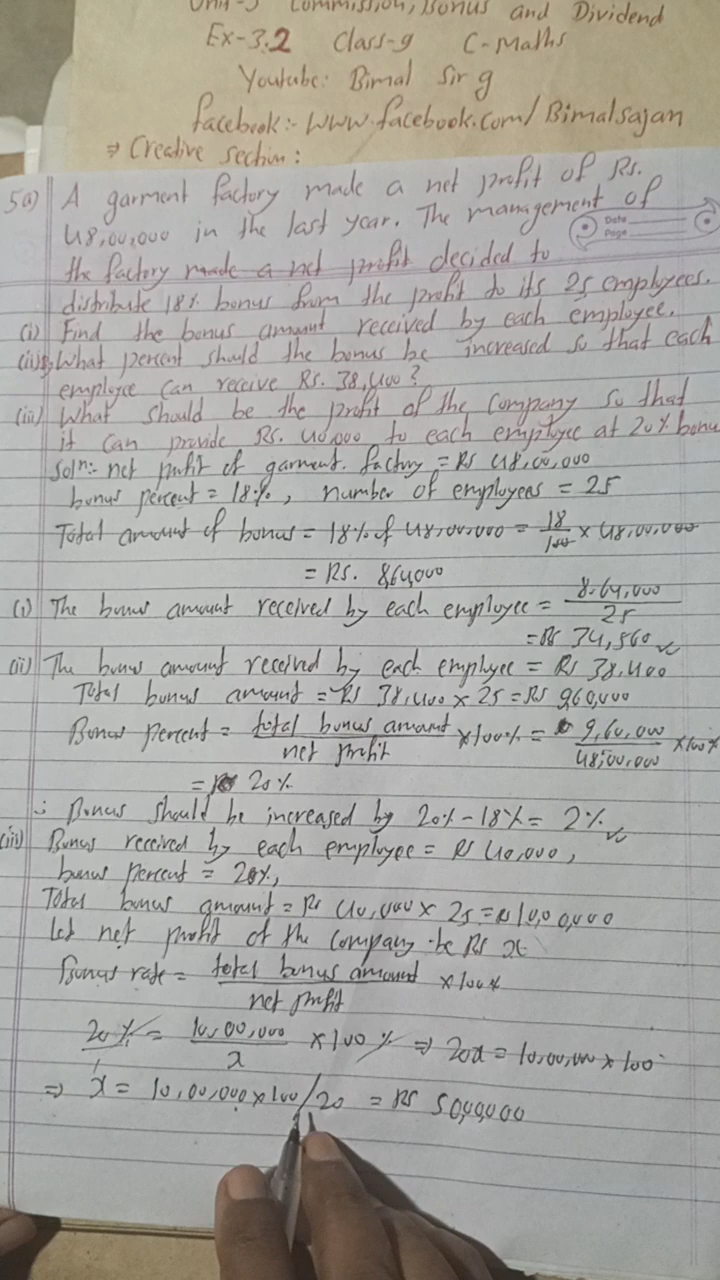 Unit-3 Commission, Bonus and Dividend
Ex-3.2 Class-9 C-Maths
Youtube: Bimal Sir g
facebook:- www.facebook.com/Bimalsajan
⇒ Creative section:
5a) A garment factory made a net profit of Rs.
48,00,000 in the last year. The management of
Date
Page
the factory made a net profit decided to
distribute 18% bonus from the profit to its 25 employees.
(i) Find the bonus amount received by each employee.
(ii) What percent should the bonus be increased so that each
employee can receive Rs. 38,400?
(iii) What should be the profit of the company so that
it can provide Rs. 40,000 to each employee at 20% bonus
Soln:- net profit of garment factory = Rs 48,00,000
bonus percent = 18%, number of employees = 25
Total amount of bonus = 18% of 48,00,000 = 18/100 × 48,00,000
= Rs. 864000
(i) The bonus amount received by each employee = 8,64,000/25
= Rs 34,560
(ii) The bonus amount received by each employee = Rs 38,400
Total bonus amount = Rs 38,400 × 25 = Rs 960,000
Bonus percent = total bonus amount/net profit ×100% = 9,60,000/48,00,000 ×100%
= 20%
∴ Bonus should be increased by 20% - 18% = 2%
(iii) Bonus received by each employee = Rs 40,000,
bonus percent = 20%,
Total bonus amount = Rs 40,000 × 25 = Rs 10,00,000
Let net profit of the company be Rs x
Bonus rate = total bonus amount/net profit ×100%
20%/1 = 10,00,000/x ×100% ⇒ 20x = 10,00,000 × 100
⇒ x = 10,00,000×100/20 = Rs 50,00,000